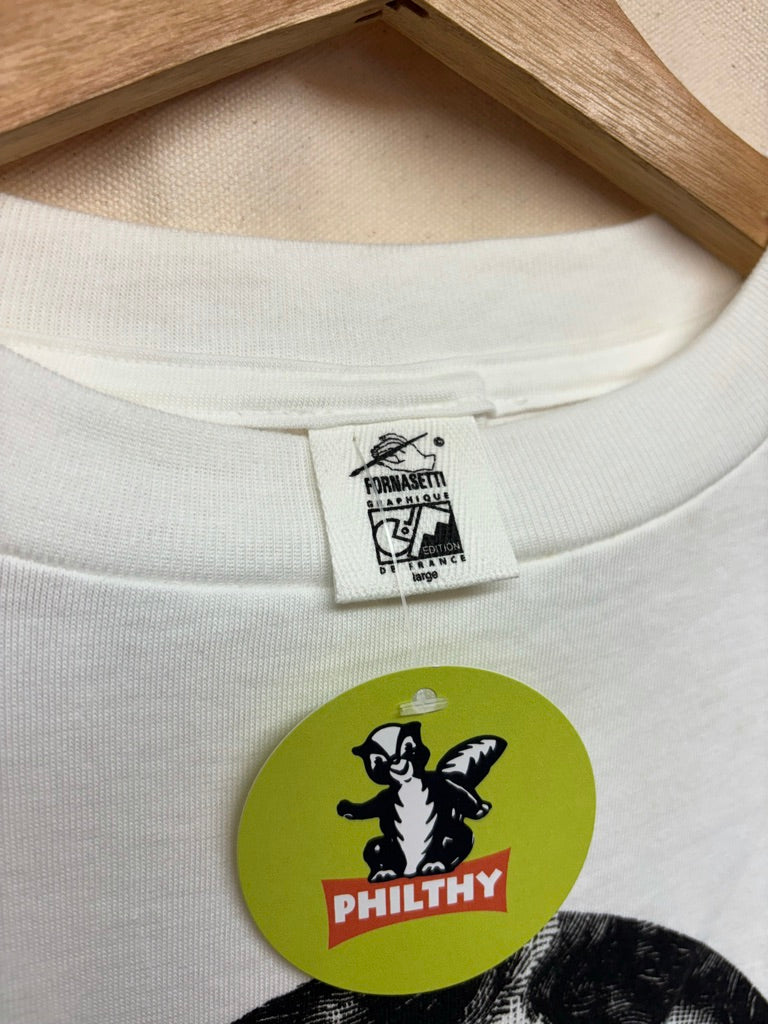 FORNASETTI
GRAPHIQUE
EDITION
DE FRANCE
large
PHILTHY